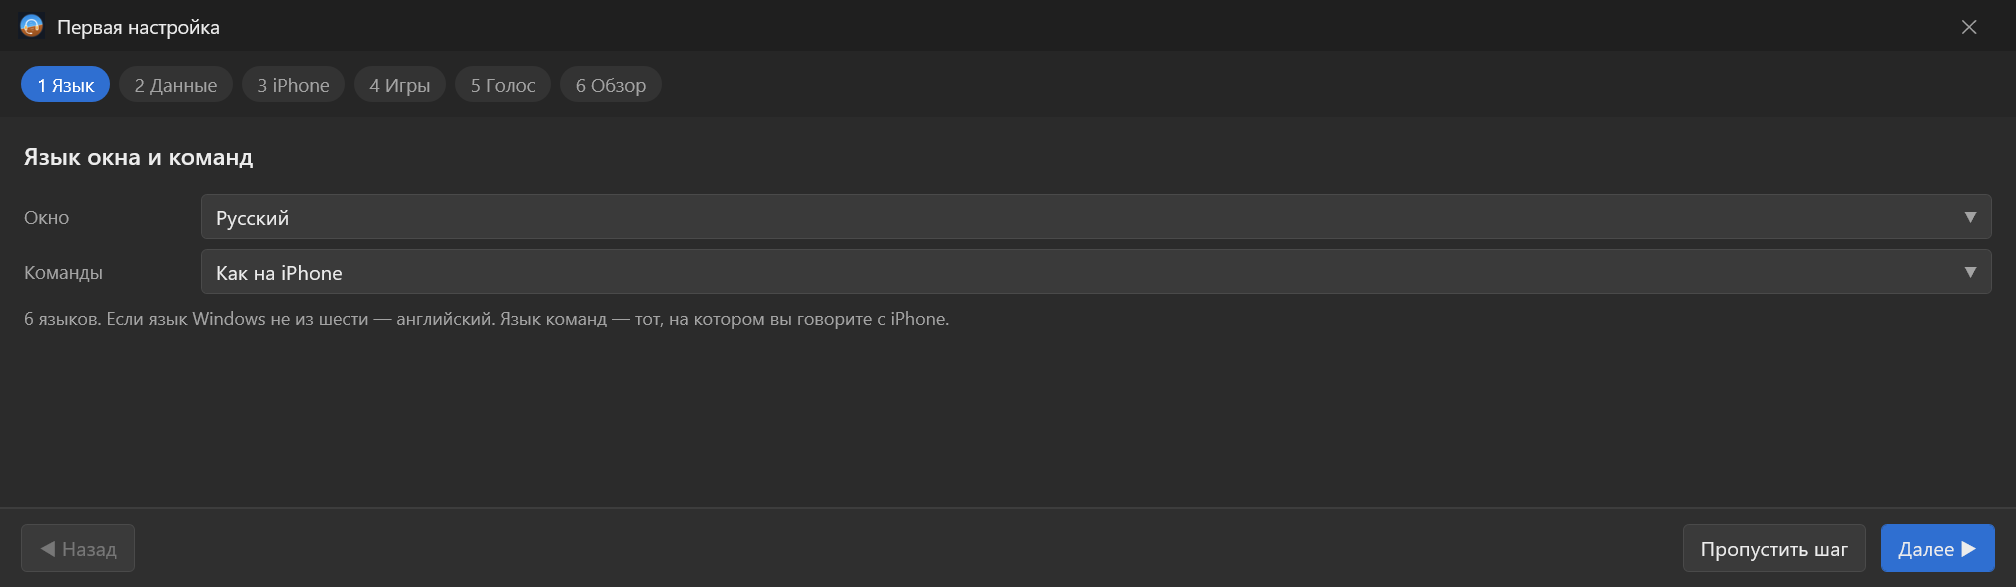 Первая настройка
1 Язык
2 Данные
3 iPhone
4 Игры
5 Голос
6 Обзор
Язык окна и команд
Окно
Русский
Команды
Как на iPhone
6 языков. Если язык Windows не из шести — английский. Язык команд — тот, на котором вы говорите с iPhone.
◀ Назад
Пропустить шаг
Далее ▶